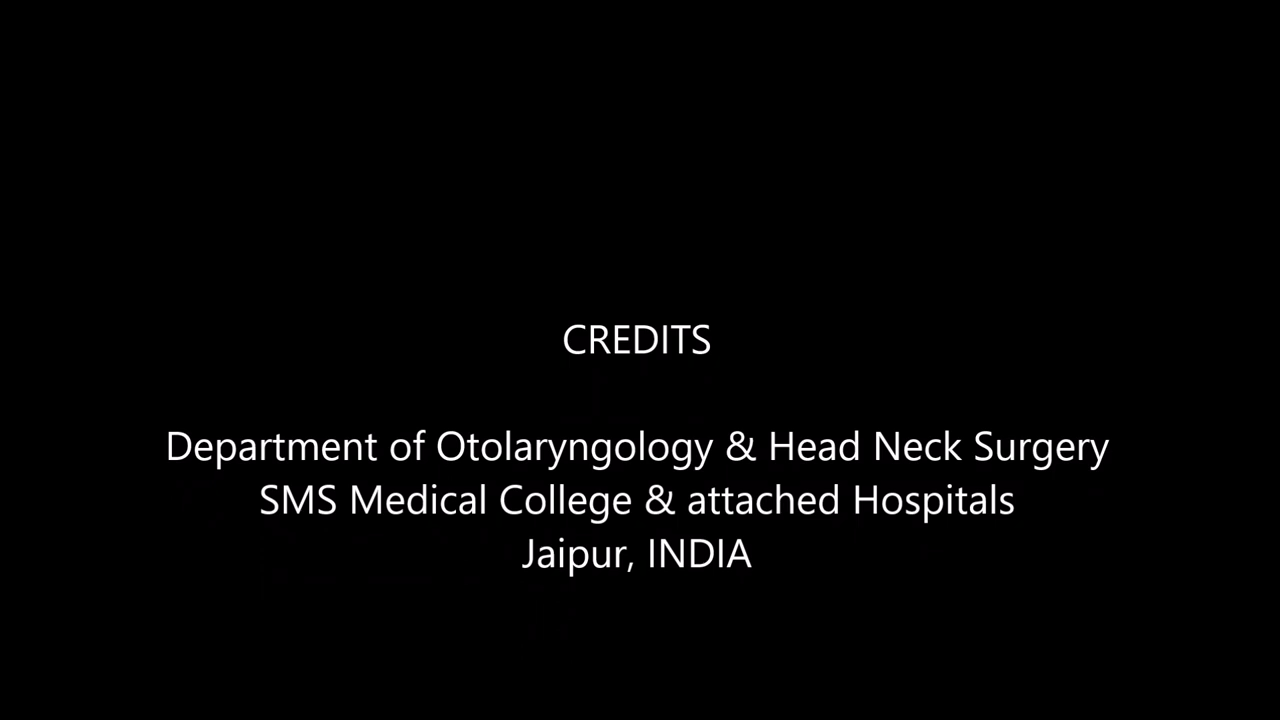 CREDITS
Department of Otolaryngology & Head Neck Surgery
SMS Medical College & attached Hospitals
Jaipur, INDIA